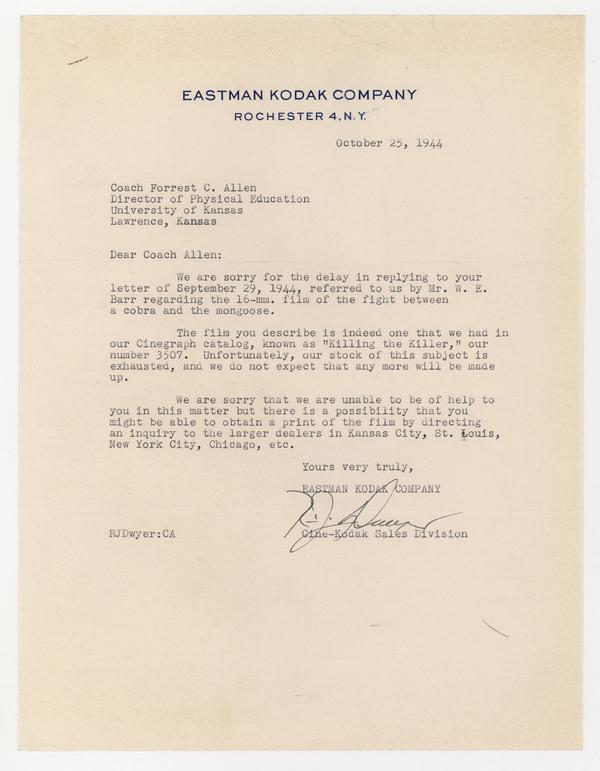 EASTMAN KODAK COMPANY
ROCHESTER 4, N.Y.
October 25, 1944
Coach Forrest C. Allen
Director of Physical Education
University of Kansas
Lawrence, Kansas
Dear Coach Allen:
We are sorry for the delay in replying to your
letter of September 29, 1944, referred to us by Mr. W. E.
Barr regarding the 16-mm. film of the fight between
a cobra and the mongoose.
The film you describe is indeed one that we had in
our Cinegraph catalog, known as "Killing the Killer," our
number 3507. Unfortunately, our stock of this subject is
exhausted, and we do not expect that any more will be made
up.
We are sorry that we are unable to be of help to
you in this matter but there is a possibility that you
might be able to obtain a print of the film by directing
an inquiry to the larger dealers in Kansas City, St. Louis,
New York City, Chicago, etc.
Yours very truly,
EASTMAN KODAK COMPANY
R. J. Dwyer
RJDwyer:CA
Cine-Kodak Sales Division